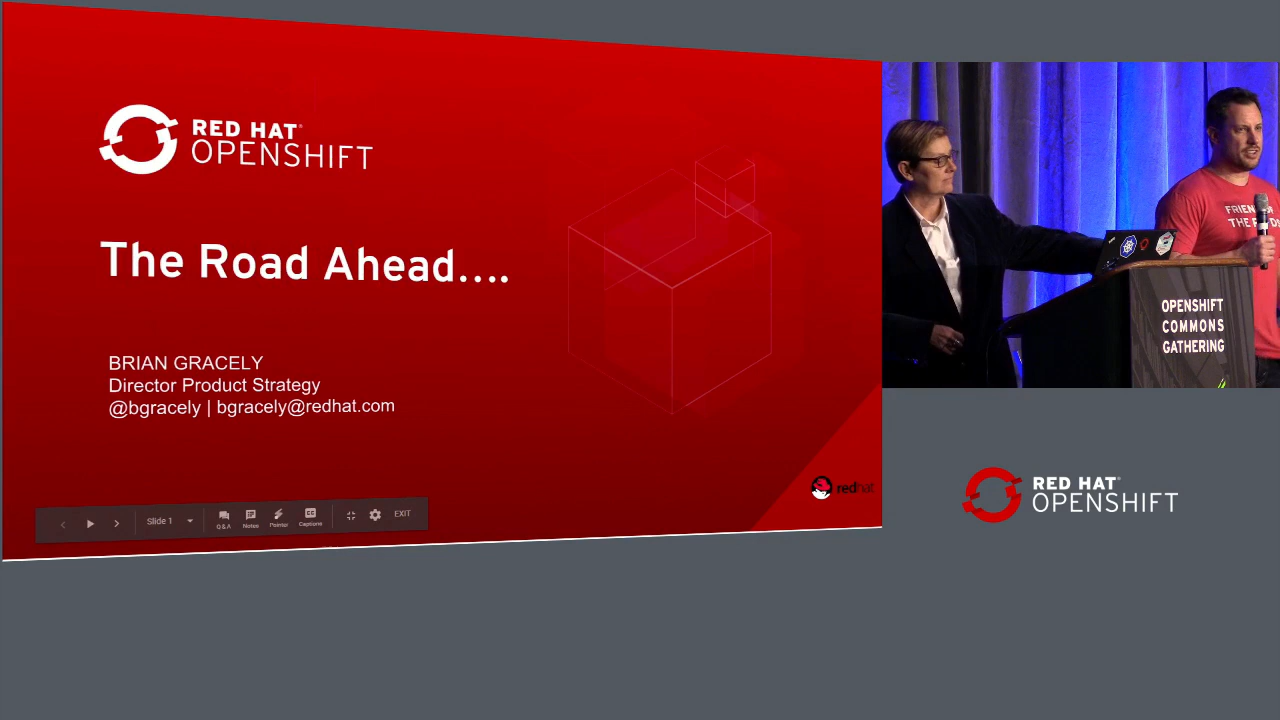 RED HAT®
OPENSHIFT
The Road Ahead....
BRIAN GRACELY
Director Product Strategy
@bgracely | bgracely@redhat.com
redhat
Slide 1
Q&A
Notes
Pointer
Captions
EXIT
THE
OPENSHIFT
COMMONS
GATHERING
RED HAT®
OPENSHIFT